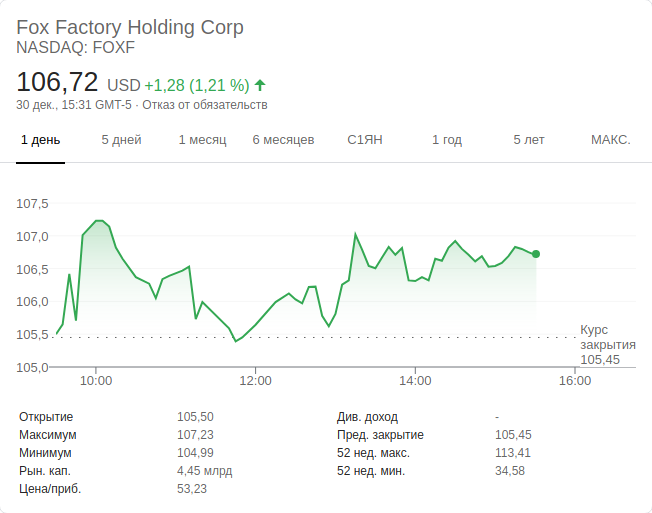 Fox Factory Holding Corp
NASDAQ: FOXF
106,72 USD +1,28 (1,21 %)
30 дек., 15:31 GMT-5 · Отказ от обязательств
1 день 5 дней 1 месяц 6 месяцев С1ЯН 1 год 5 лет МАКС.
107,5
107,0
106,5
106,0
105,5
105,0
Курс
закрытия
105,45
10:00 12:00 14:00 16:00
Открытие 105,50 Див. доход -
Максимум 107,23 Пред. закрытие 105,45
Минимум 104,99 52 нед. макс. 113,41
Рын. кап. 4,45 млрд 52 нед. мин. 34,58
Цена/приб. 53,23